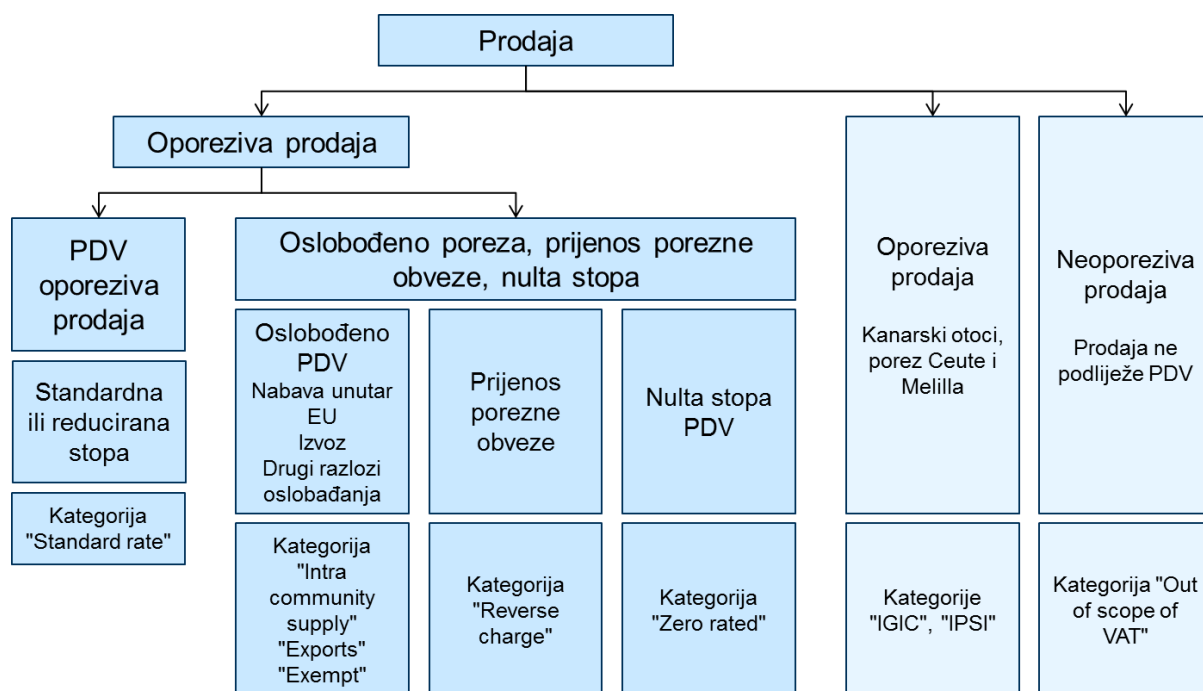 Prodaja
Oporeziva prodaja
PDV
oporeziva
prodaja
Standardna
ili reducirana
stopa
Kategorija
"Standard rate"
Oslobođeno poreza, prijenos porezne
obveze, nulta stopa
Oslobođeno
PDV
Nabava unutar
EU
Izvoz
Drugi razlozi
oslobađanja
Kategorija
"Intra
community
supply"
"Exports"
"Exempt"
Prijenos
porezne
obveze
Kategorija
"Reverse
charge"
Nulta stopa
PDV
Kategorija
"Zero rated"
Oporeziva
prodaja
Kanarski otoci,
porez Ceute i
Melilla
Kategorije
"IGIC", "IPSI"
Neoporeziva
prodaja
Prodaja ne
podliježe PDV
Kategorija "Out
of scope of
VAT"